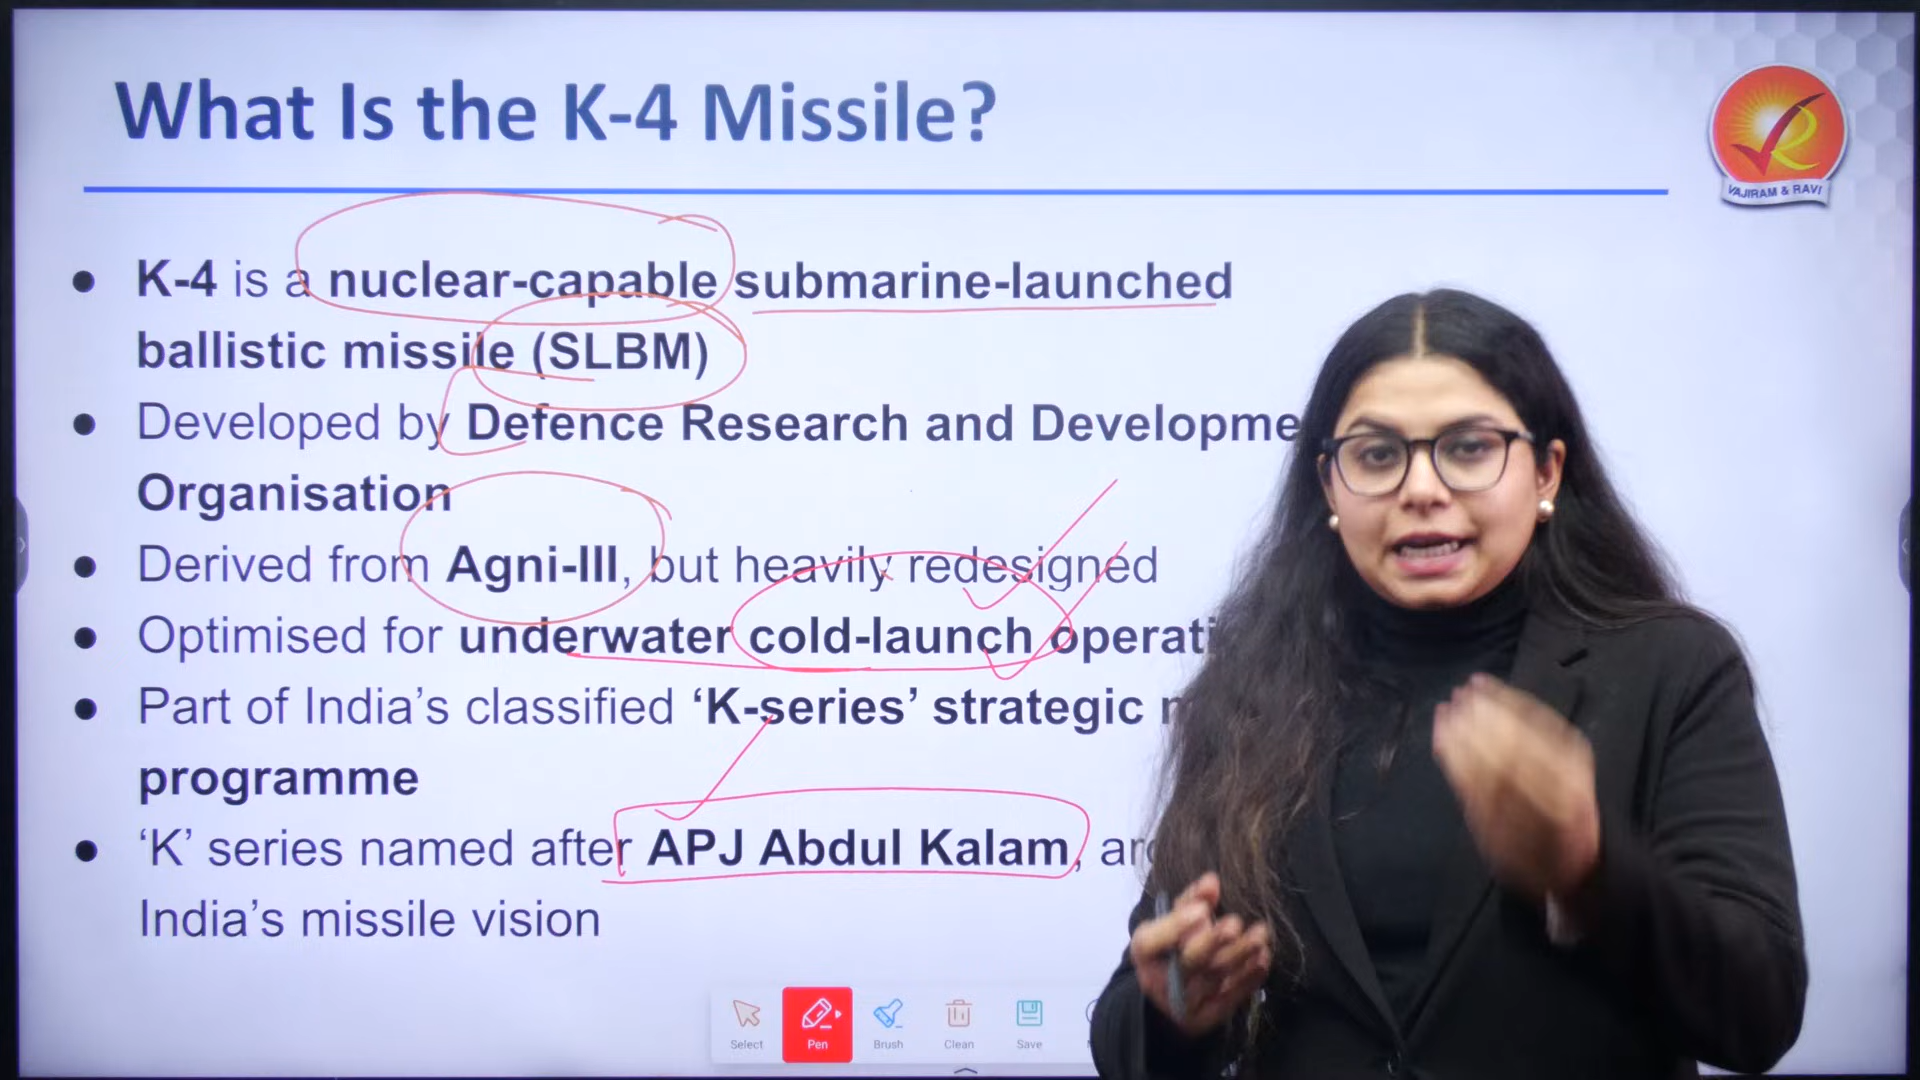 What Is the K-4 Missile?
VAJIRAM & RAVI
● K-4 is a nuclear-capable submarine-launched
ballistic missile (SLBM)
● Developed by Defence Research and Developme
Organisation
● Derived from Agni-III, but heavily redesigned
● Optimised for underwater cold-launch operati
● Part of India’s classified ‘K-series’ strategic
programme
● ‘K’ series named after APJ Abdul Kalam,
India’s missile vision
Select Pen Brush Clean Save